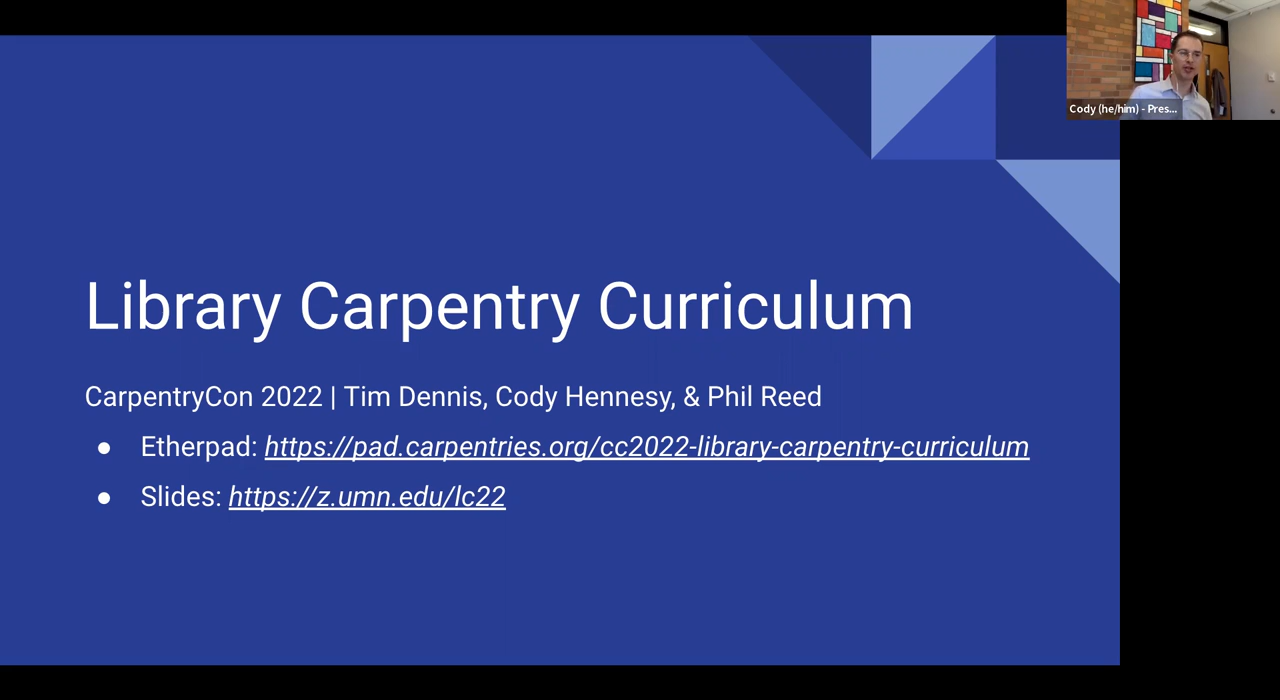 Cody (he/him) - Pres...
Library Carpentry Curriculum
CarpentryCon 2022 | Tim Dennis, Cody Hennesy, & Phil Reed
● Etherpad: https://pad.carpentries.org/cc2022-library-carpentry-curriculum
● Slides: https://z.umn.edu/lc22